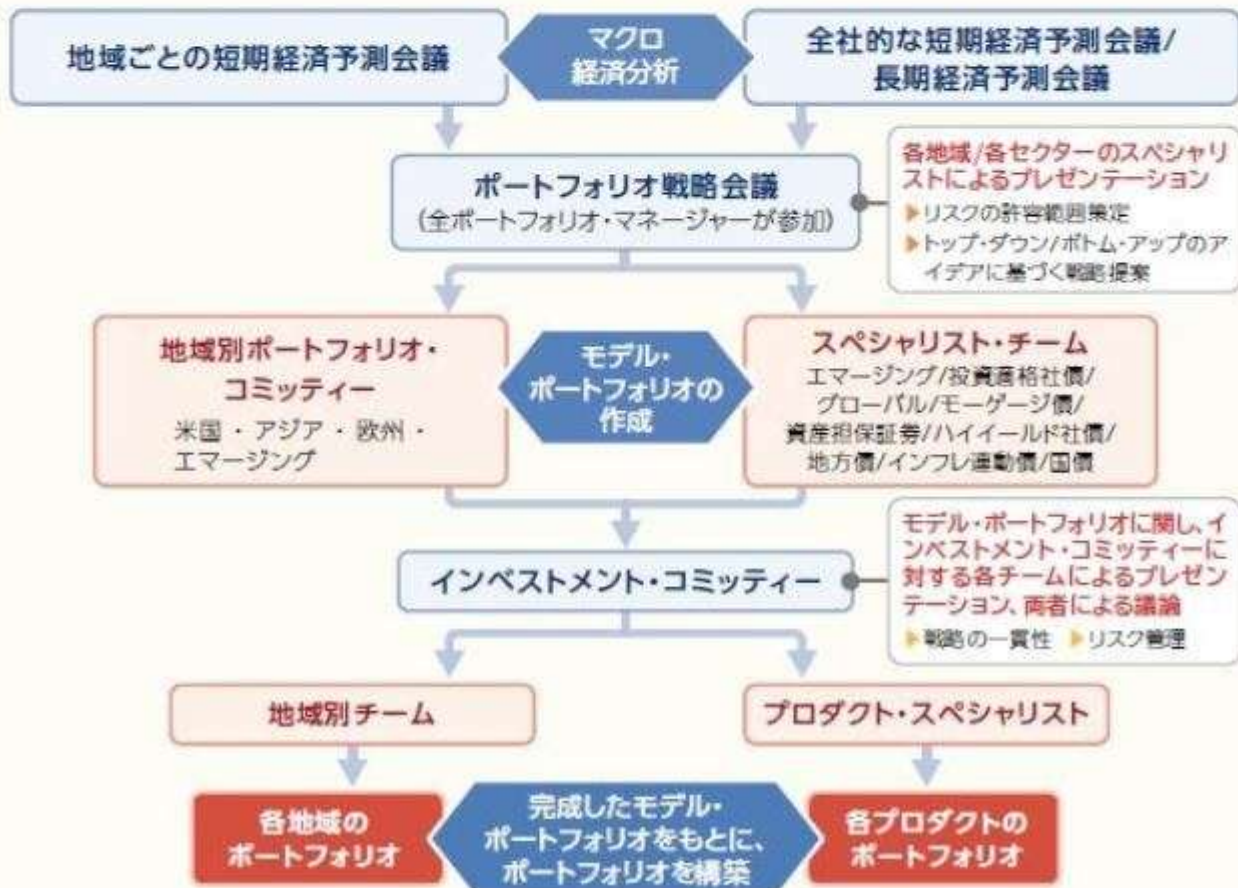 地域ごとの短期経済予測会議
マクロ
経済分析
全社的な短期経済予測会議/
長期経済予測会議
ポートフォリオ戦略会議
(全ポートフォリオ・マネージャーが参加)
各地域/各セクターのスペシャリ
ストによるプレゼンテーション
▶リスクの許容範囲策定
▶トップ・ダウン/ボトム・アップのア
イデアに基づく戦略提案
地域別ポートフォリオ・
コミッティー
米国・アジア・欧州・
エマージング
モデル・
ポートフォリオの
作成
スペシャリスト・チーム
エマージング/投資適格社債/
グローバル/モーゲージ債/
資産担保証券/ハイイールド社債/
地方債/インフレ連動債/国債
インベストメント・コミッティー
モデル・ポートフォリオに関し、イ
ンベストメント・コミッティーに
対する各チームによるプレゼン
テーション、両者による議論
▶戦略の一貫性 ▶リスク管理
地域別チーム
プロダクト・スペシャリスト
各地域の
ポートフォリオ
完成したモデル・
ポートフォリオをもとに、
ポートフォリオを構築
各プロダクトの
ポートフォリオ